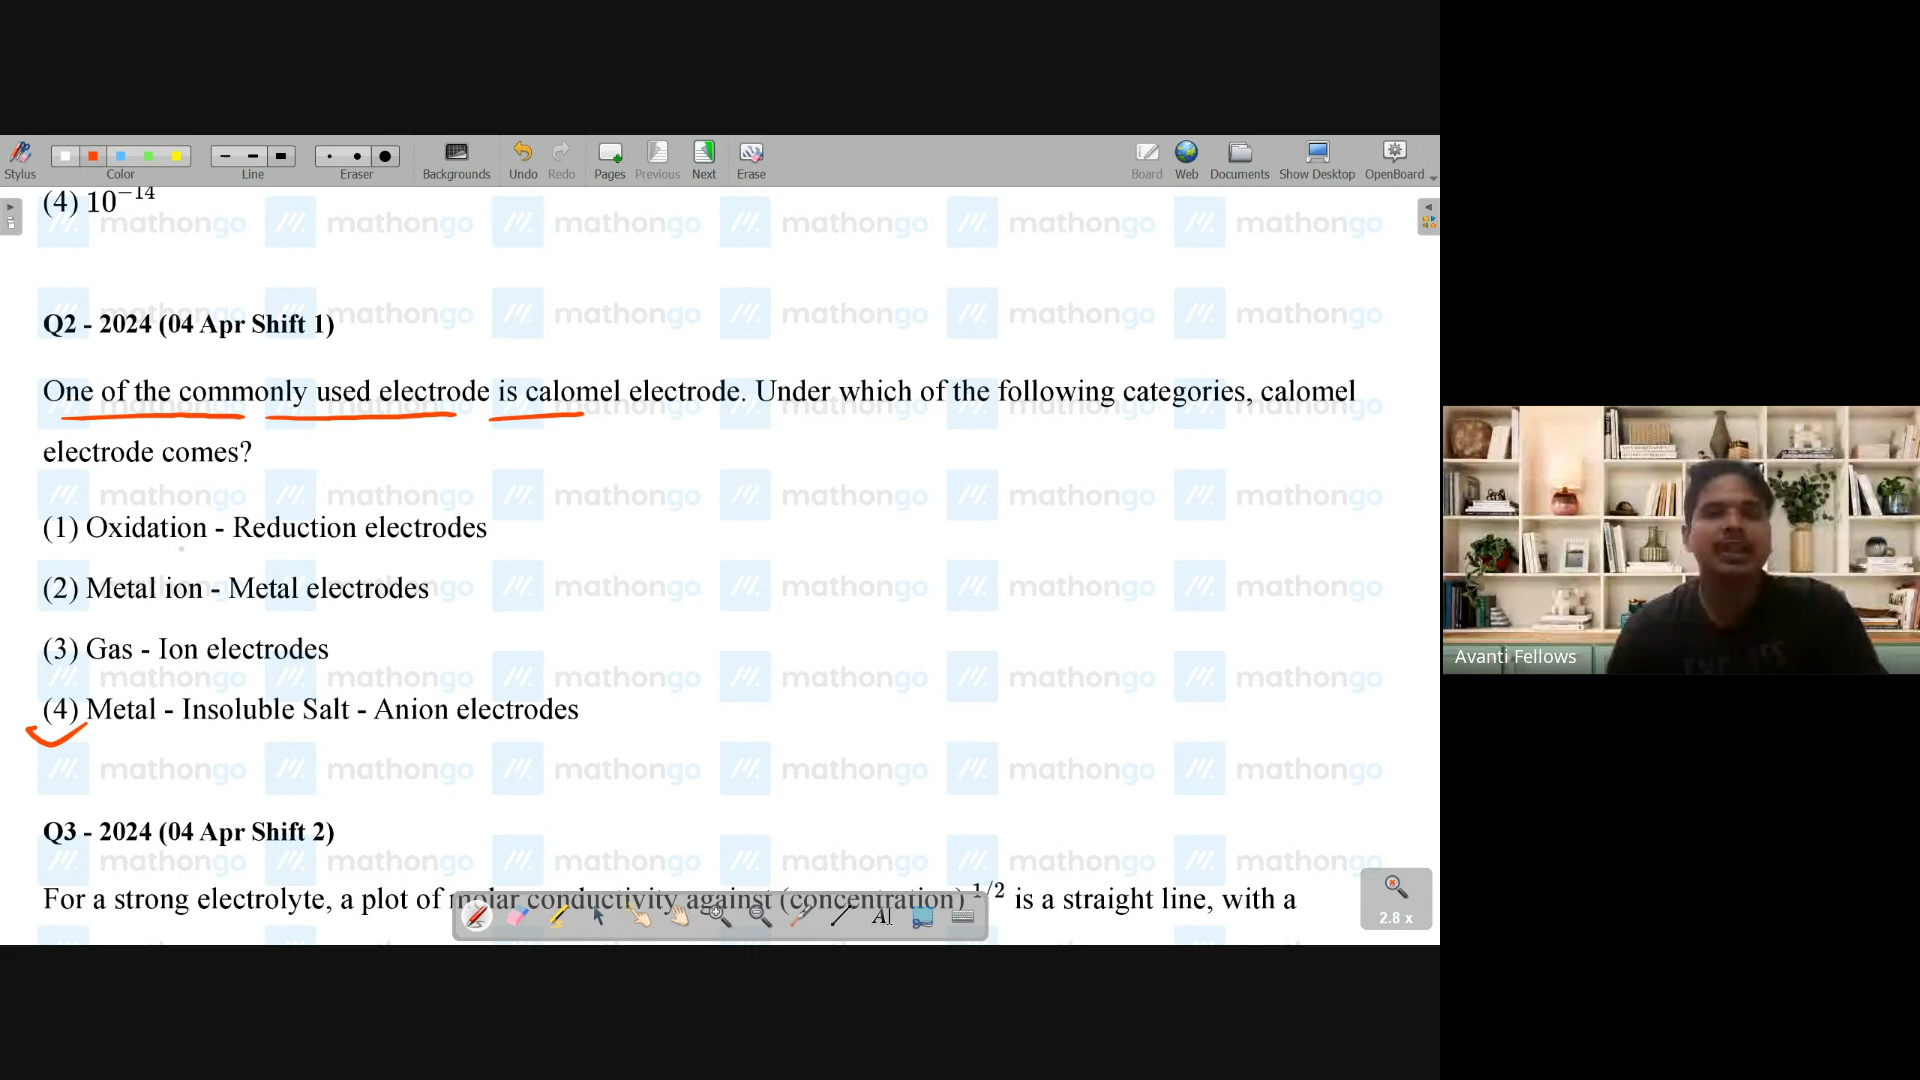 Stylus
Color
Line
Eraser
Backgrounds
Undo
Redo
Pages
Previous
Next
Erase
Board
Web
Documents
Show Desktop
OpenBoard
(4) 10⁻¹⁴
Q2 - 2024 (04 Apr Shift 1)
One of the commonly used electrode is calomel electrode. Under which of the following categories, calomel
electrode comes?
(1) Oxidation - Reduction electrodes
(2) Metal ion - Metal electrodes
(3) Gas - Ion electrodes
(4) Metal - Insoluble Salt - Anion electrodes
Q3 - 2024 (04 Apr Shift 2)
For a strong electrolyte, a plot of molar conductivity against (concentration)^1/2 is a straight line, with a
2.8 x
mathongo
Avanti Fellows